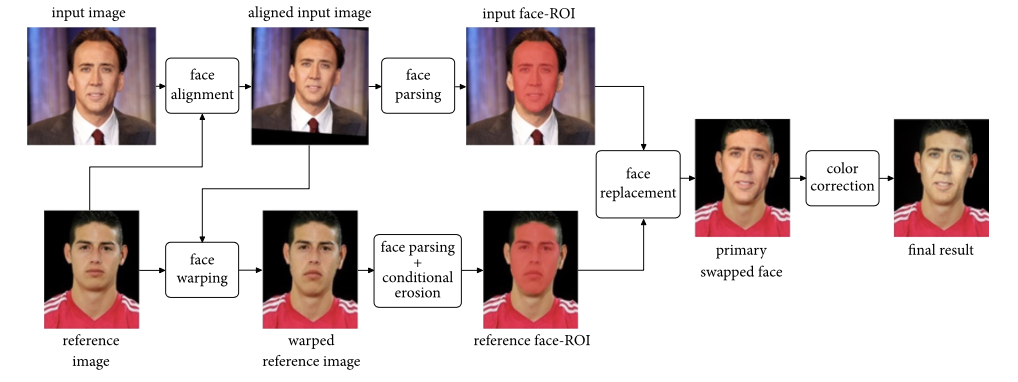 input image
aligned input image
input face-ROI
face
alignment
face
parsing
face
replacement
color
correction
primary
swapped face
final result
face
warping
face parsing
+
conditional
erosion
reference
image
warped
reference image
reference face-ROI